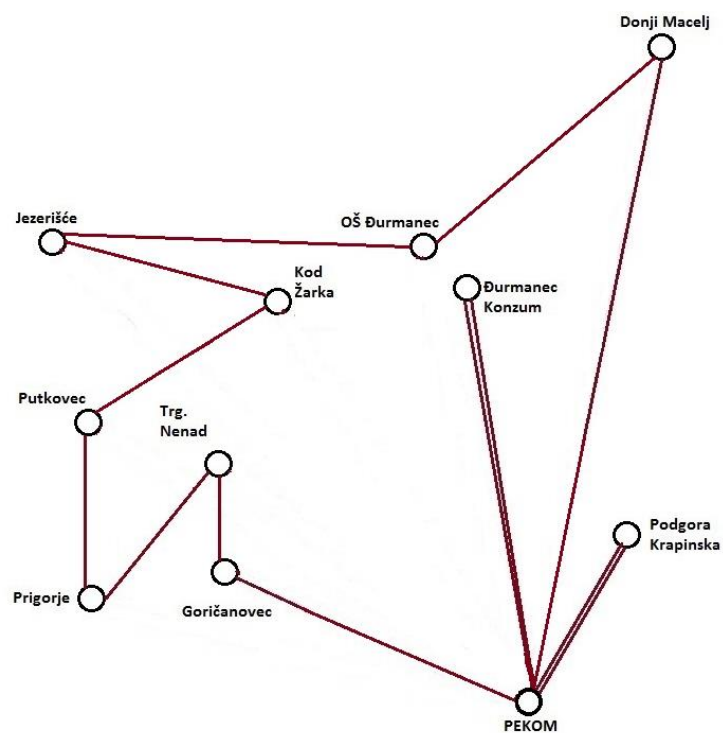 Donji Macelj
Jezerišće
OŠ Đurmanec
Kod
Žarka
Đurmanec
Konzum
Putkovec
Trg.
Nenad
Podgora
Krapinska
Prigorje
Goričanovec
PEKOM